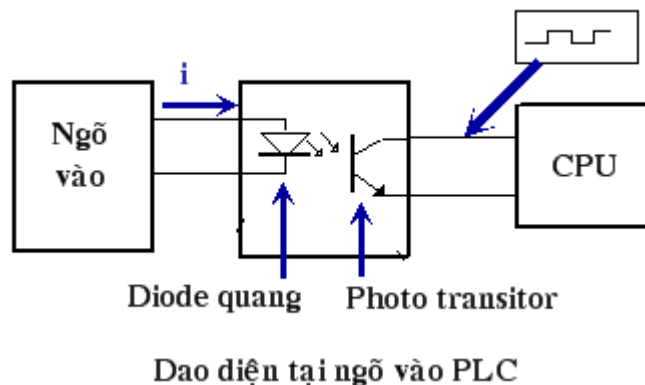 i
Ngõ
vào
CPU
Diode quang
Photo transitor
Dao diện tại ngõ vào PLC